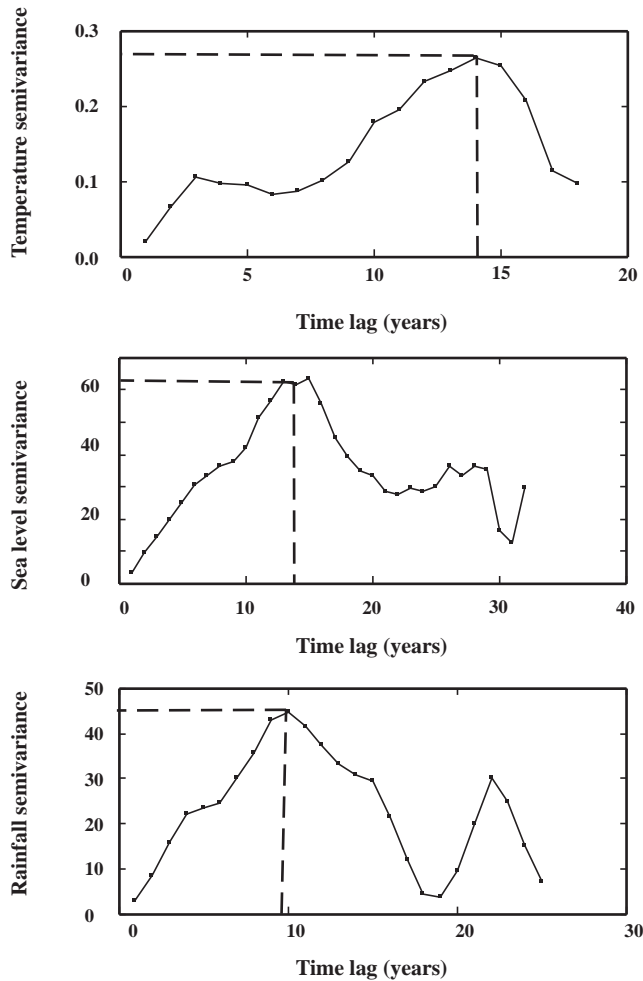 Temperature semivariance
0.3
0.2
0.1
0.0
0 5 10 15 20
Time lag (years)
Sea level semivariance
60
40
20
0
0 10 20 30 40
Time lag (years)
Rainfall semivariance
50
40
30
20
10
0
0 10 20 30
Time lag (years)